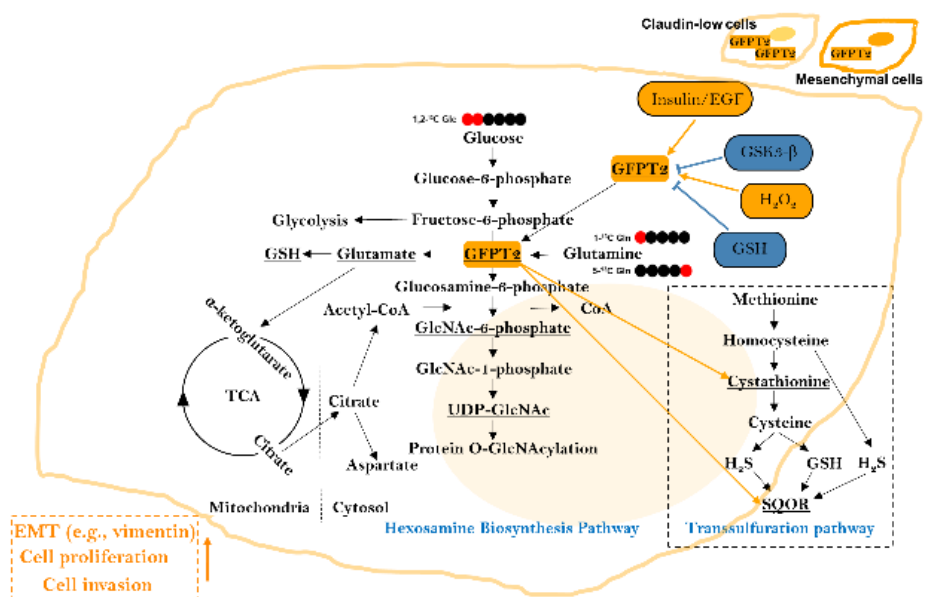 Claudin-low cells
GFPT2
GFPT2
GFPT2
Mesenchymal cells
Insulin/EGF
1,2-¹³C Glc
Glucose
GSK3-β
GFPT2
Glucose-6-phosphate
H₂O₂
Glycolysis
Fructose-6-phosphate
1-¹³C Gln
GSH
GSH
Glutamate
GFPT2
Glutamine
5-¹³C Gln
Glucosamine-6-phosphate
Methionine
α-ketoglutarate
Acetyl-CoA
CoA
GlcNAc-6-phosphate
Homocysteine
GlcNAc-1-phosphate
Cystathionine
TCA
Citrate
UDP-GlcNAc
Cysteine
Citrate
Protein O-GlcNAcylation
Aspartate
H₂S
GSH
H₂S
SQOR
Mitochondria
Cytosol
Hexosamine Biosynthesis Pathway
Transsulfuration pathway
EMT (e.g., vimentin)
Cell proliferation
Cell invasion